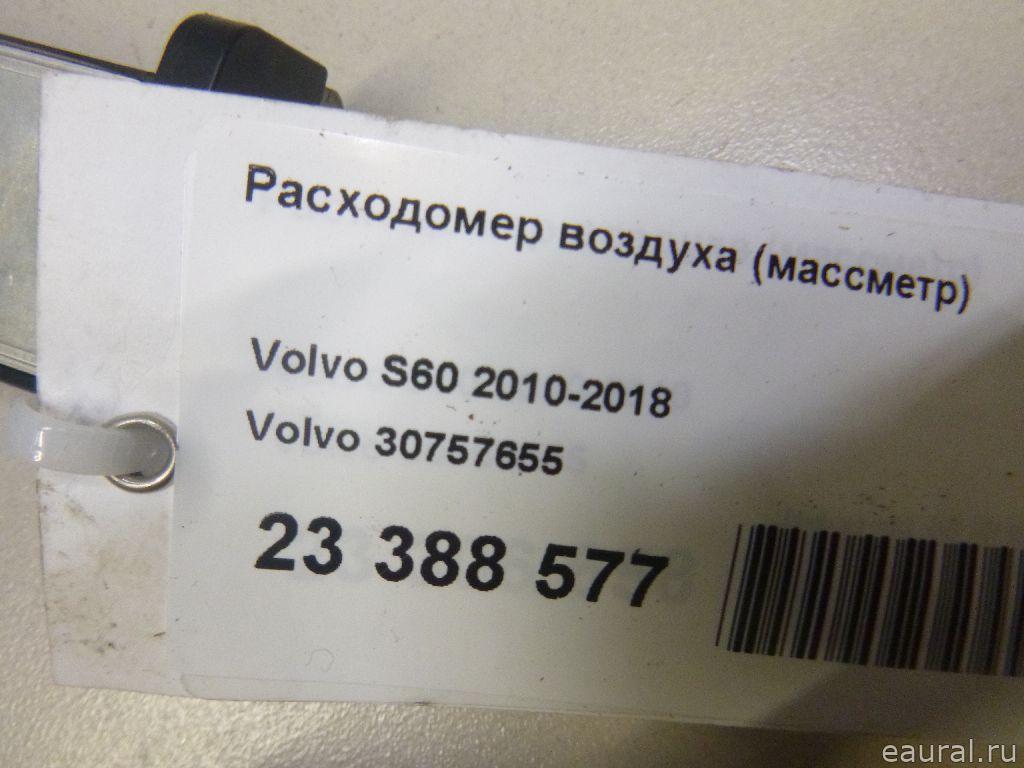 Расходомер воздуха (массметр)
Volvo S60 2010-2018
Volvo 30757655
23 388 577
eaural.ru